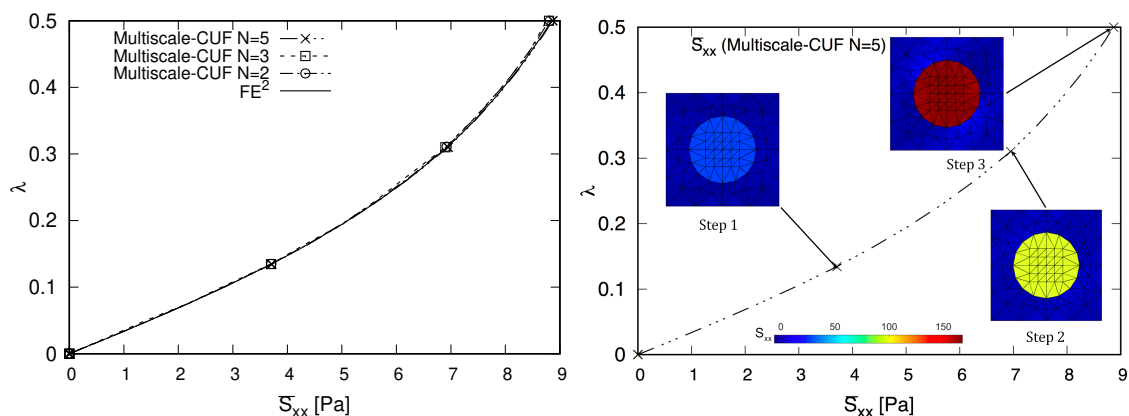 0.5
0.4
0.3
0.2
0.1
0
λ
Multiscale-CUF N=5
Multiscale-CUF N=3
Multiscale-CUF N=2
FE²
0 1 2 3 4 5 6 7 8 9
S̅xx [Pa]
0.5
0.4
0.3
0.2
0.1
0
λ
S̅xx (Multiscale-CUF N=5)
Step 3
Step 1
Step 2
Sxx
0 50 100 150
0 1 2 3 4 5 6 7 8 9
S̅xx [Pa]